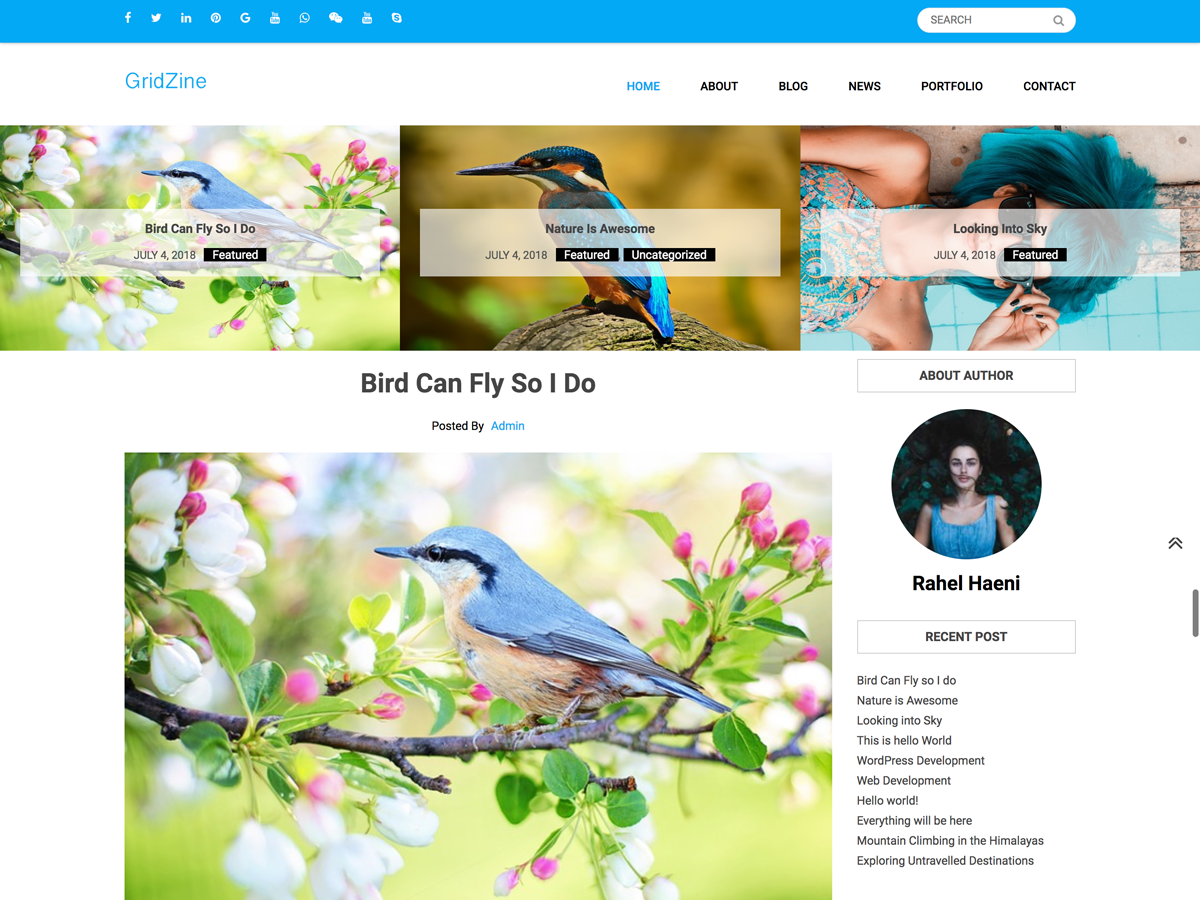 SEARCH
GridZine
HOME ABOUT BLOG NEWS PORTFOLIO CONTACT
Bird Can Fly So I Do
JULY 4, 2018 Featured
Nature Is Awesome
JULY 4, 2018 Featured Uncategorized
Looking Into Sky
JULY 4, 2018 Featured
Bird Can Fly So I Do
Posted By Admin
ABOUT AUTHOR
Rahel Haeni
RECENT POST
Bird Can Fly so I do
Nature is Awesome
Looking into Sky
This is hello World
WordPress Development
Web Development
Hello world!
Everything will be here
Mountain Climbing in the Himalayas
Exploring Untravelled Destinations